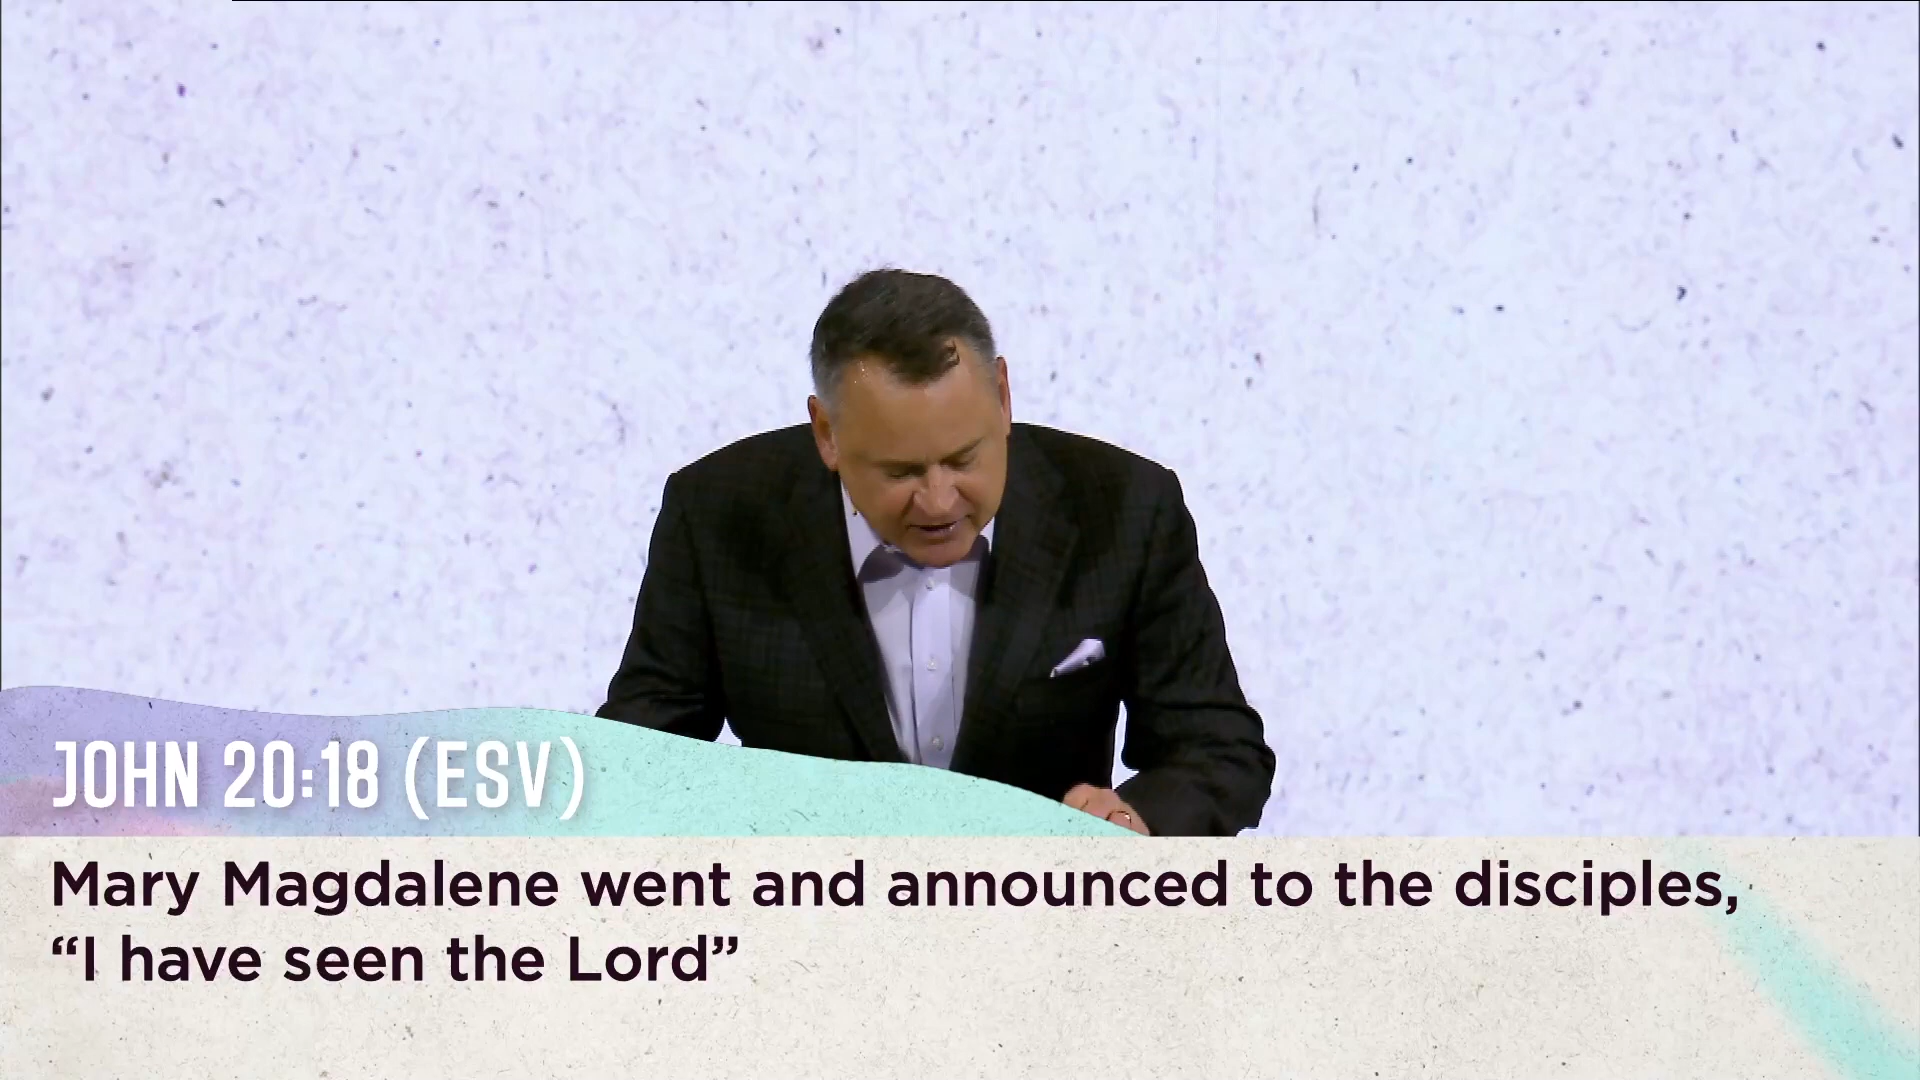 JOHN 20:18 (ESV)
Mary Magdalene went and announced to the disciples,
“I have seen the Lord”